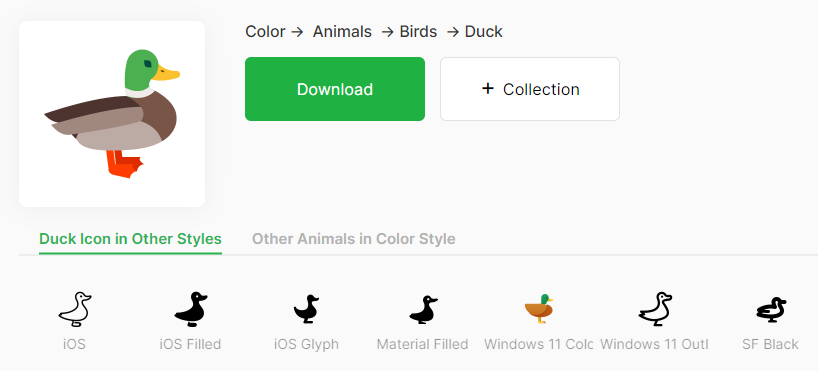 Color → Animals → Birds → Duck
Download
+ Collection
Duck Icon in Other Styles
Other Animals in Color Style
iOS
iOS Filled
iOS Glyph
Material Filled
Windows 11 Colc
Windows 11 Outl
SF Black